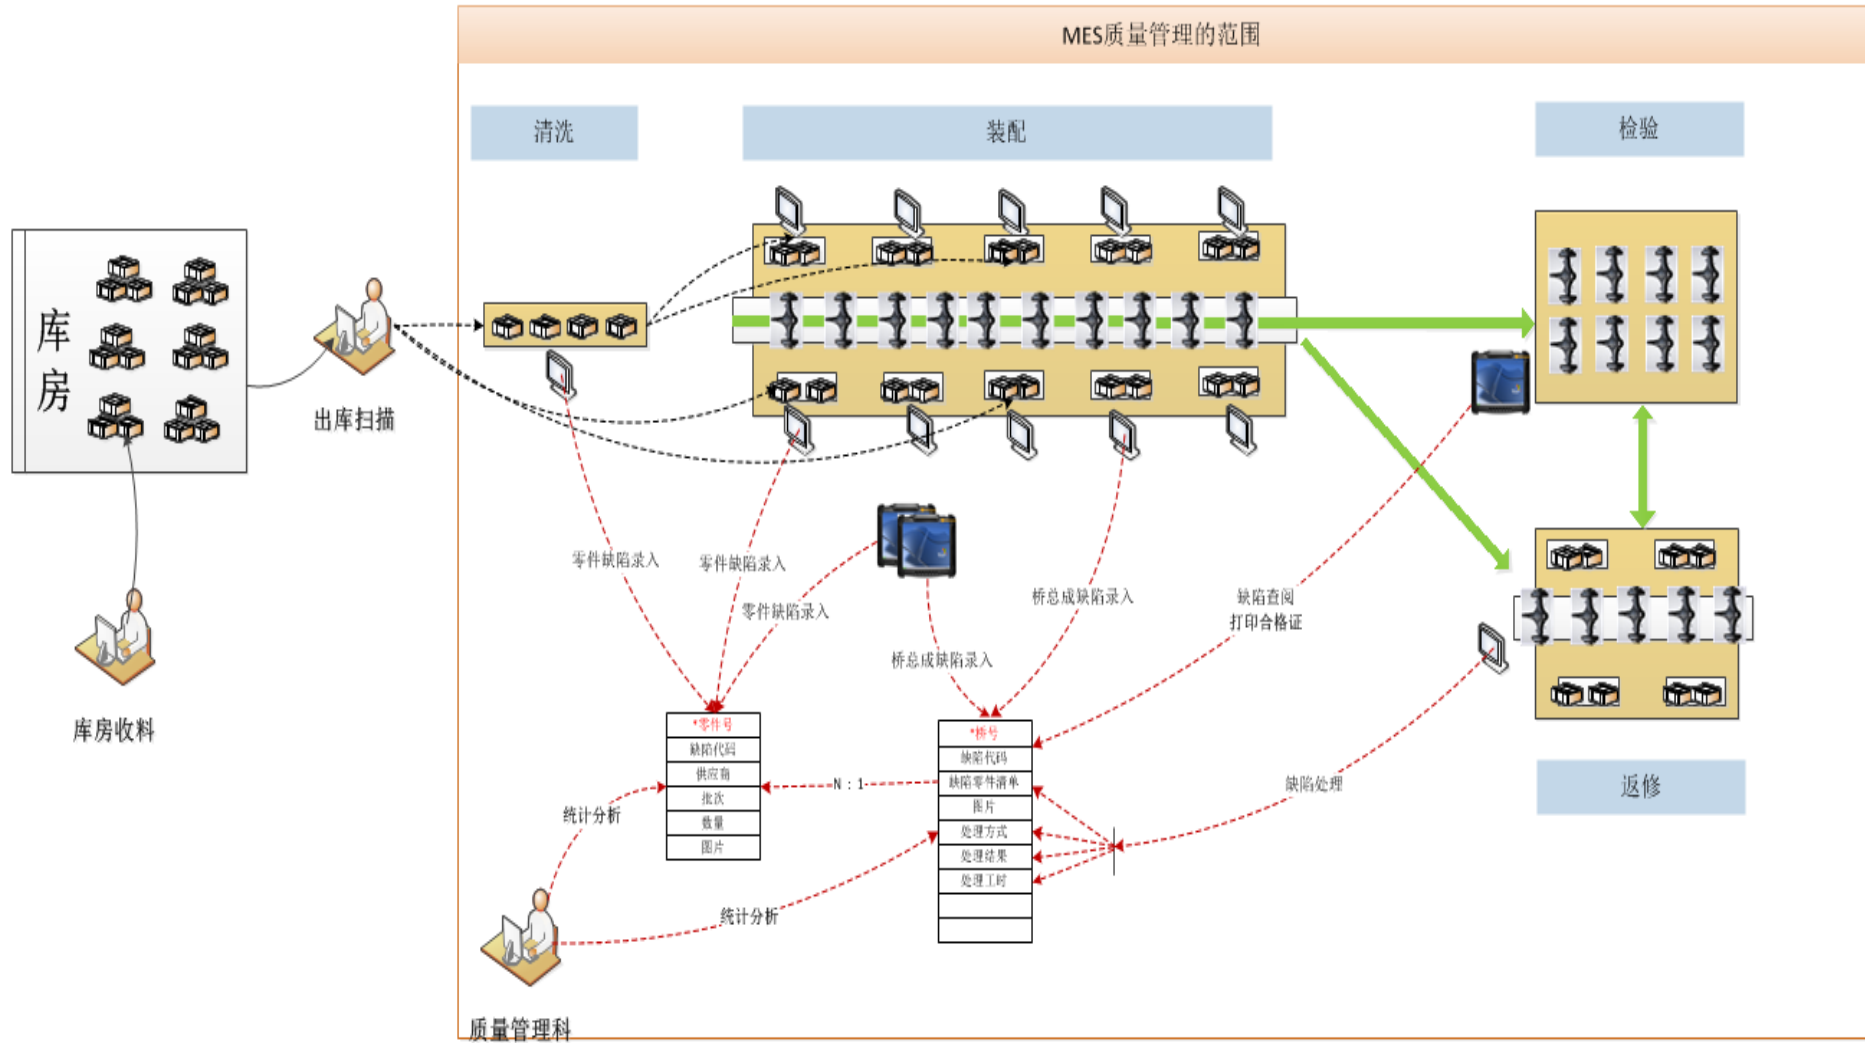 MES质量管理的范围
清洗
装配
检验
库
房
出库扫描
零件缺陷录入
零件缺陷录入
零件缺陷录入
桥总成缺陷录入
桥总成缺陷录入
缺陷查阅
打印合格证
库房收料
*零件号
缺陷代码
供应商
批次
数量
图片
*桥号
缺陷代码
缺陷零件清单
图片
处理方式
处理结果
处理工时
N：1
缺陷处理
返修
统计分析
统计分析
质量管理科